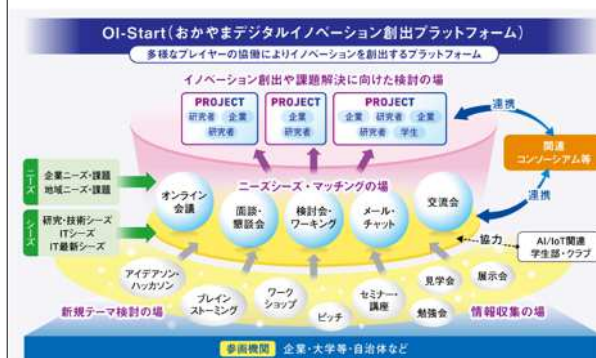 OI-Start(おかやまデジタルイノベーション創出プラットフォーム)
多様なプレイヤーの協働によりイノベーションを創出するプラットフォーム
イノベーション創出や課題解決に向けた検討の場
PROJECT
研究者 企業
研究者
PROJECT
企業
研究者
PROJECT
企業 研究者 企業
研究者 学生
連携
関連
コンソーシアム等
連携
ニーズ
企業ニーズ・課題
地域ニーズ・課題
シーズ
研究・技術シーズ
ITシーズ
IT最新シーズ
ニーズシーズ・マッチングの場
オンライン
会議
面談・
懇談会
検討会・
ワーキング
メール・
チャット
交流会
協力
AI/IoT関連
学生部・クラブ
アイデアソン・
ハッカソン
ブレイン
ストーミング
ワーク
ショップ
ピッチ
セミナー・
講座
見学会
勉強会
展示会
新規テーマ検討の場
情報収集の場
参画機関 企業・大学等・自治体など